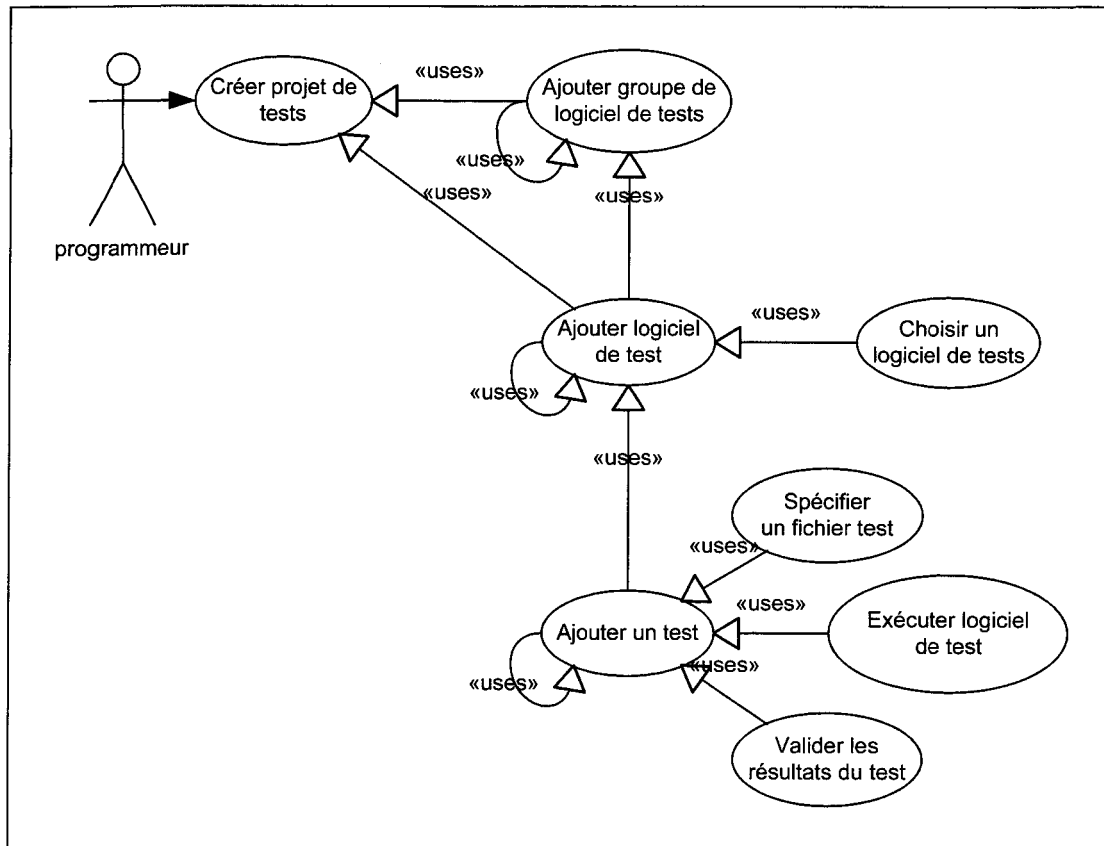 «uses»
Créer projet de
tests
Ajouter groupe de
logiciel de tests
«uses»
«uses»
«uses»
programmeur
Ajouter logiciel
de test
«uses»
Choisir un
logiciel de tests
«uses»
«uses»
Spécifier
un fichier test
«uses»
«uses»
Exécuter logiciel
de test
Ajouter un test
«uses»
«uses»
Valider les
résultats du test